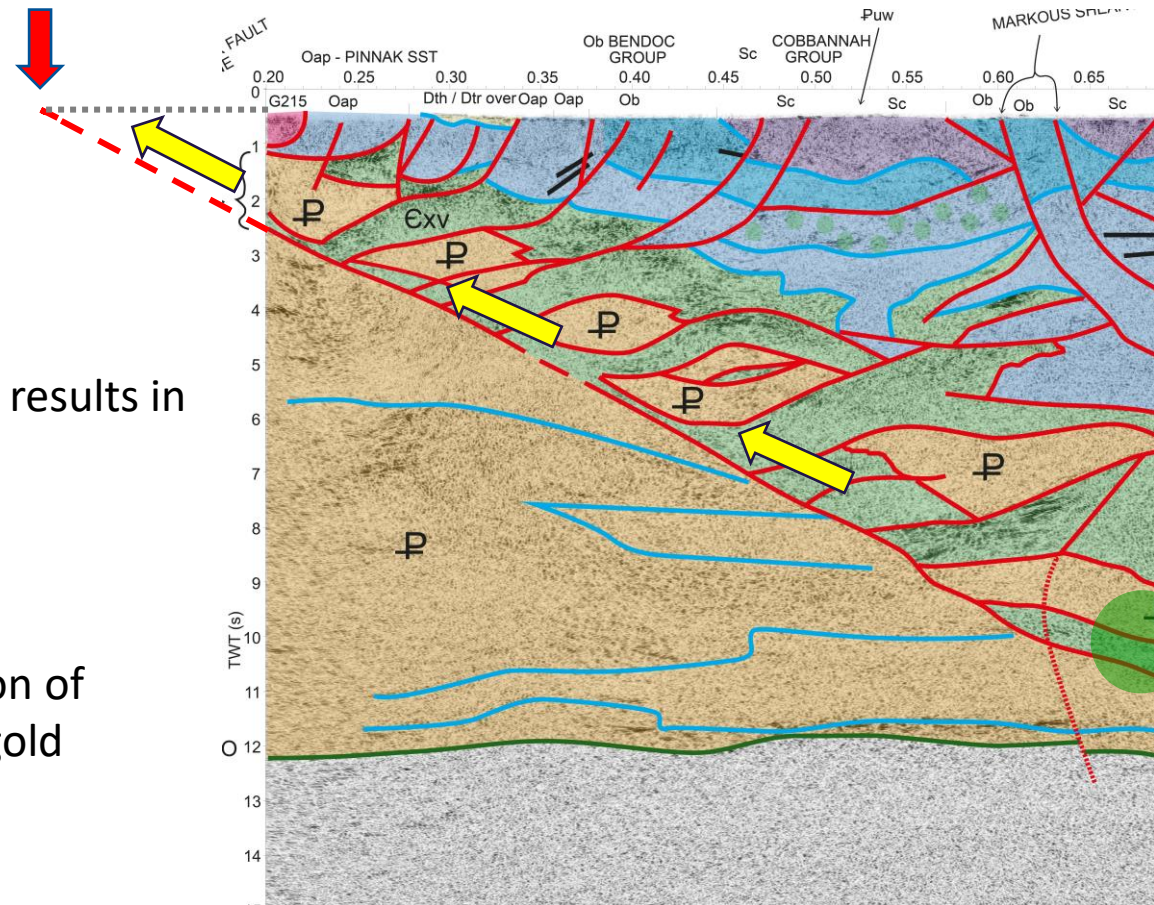 FAULT
Oap - PINNAK SST
Ob BENDOC
GROUP
Sc
COBBANNAH
GROUP
Ᵽuw
MARKOUS SHEAR
0.20 0.25 0.30 0.35 0.40 0.45 0.50 0.55 0.60 0.65
0
G215 Oap Dth / Dtr over Oap Oap Ob Sc Sc Ob Ob Sc
1
2
Ᵽ
Ꞓxv
3
Ᵽ
4
Ᵽ
5
results in
Ᵽ
6
7
Ᵽ
8
Ᵽ
9
TWT (s)
10
on of
11
gold
O 12
13
14